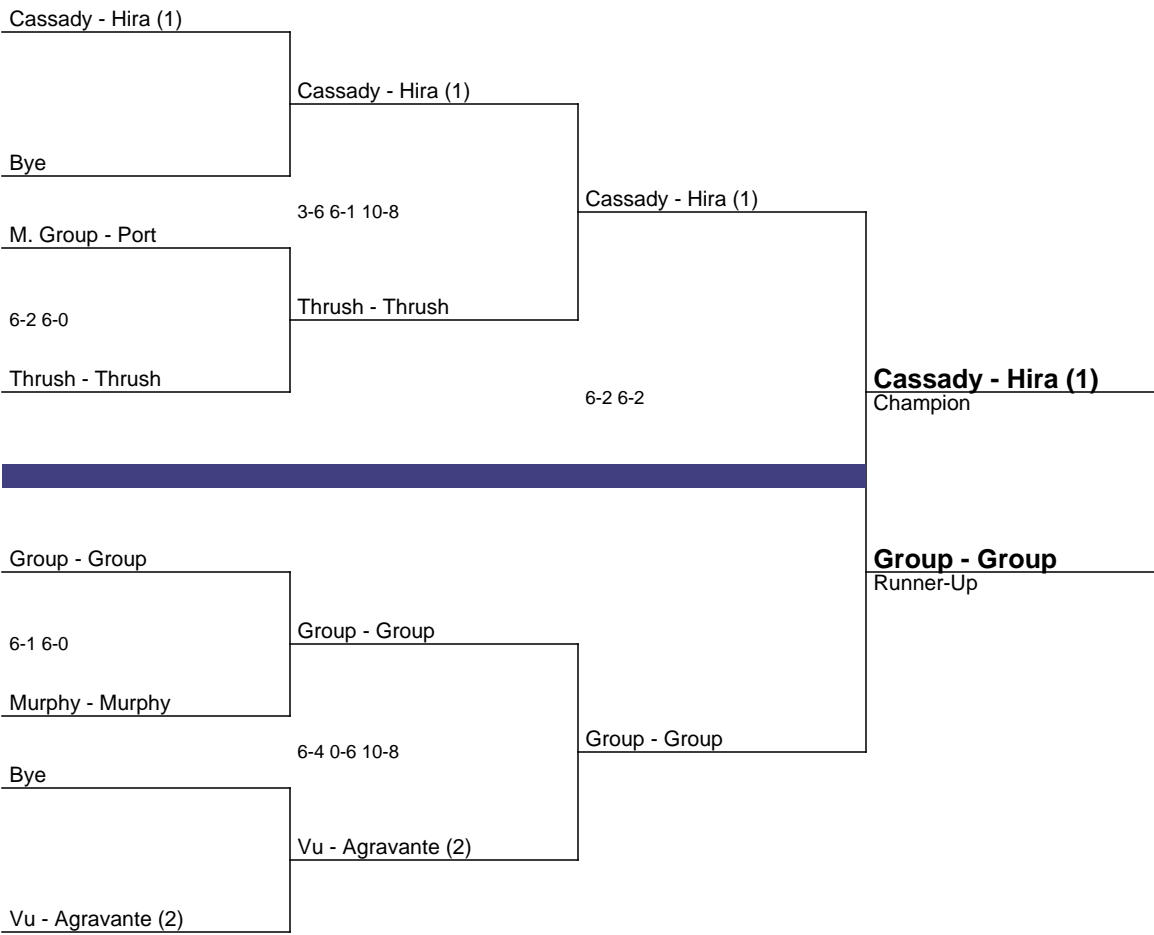 Cassady - Hira (1)
Cassady - Hira (1)
Bye
Cassady - Hira (1)
3-6 6-1 10-8
M. Group - Port
Thrush - Thrush
6-2 6-0
Thrush - Thrush
Cassady - Hira (1)
6-2 6-2
Champion
Group - Group
Group - Group
Runner-Up
Group - Group
6-1 6-0
Murphy - Murphy
Group - Group
6-4 0-6 10-8
Bye
Vu - Agravante (2)
Vu - Agravante (2)